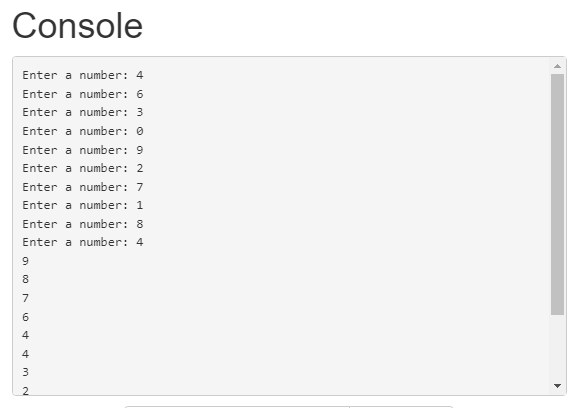 Console
Enter a number: 4
Enter a number: 6
Enter a number: 3
Enter a number: 0
Enter a number: 9
Enter a number: 2
Enter a number: 7
Enter a number: 1
Enter a number: 8
Enter a number: 4
9
8
7
6
4
4
3
2